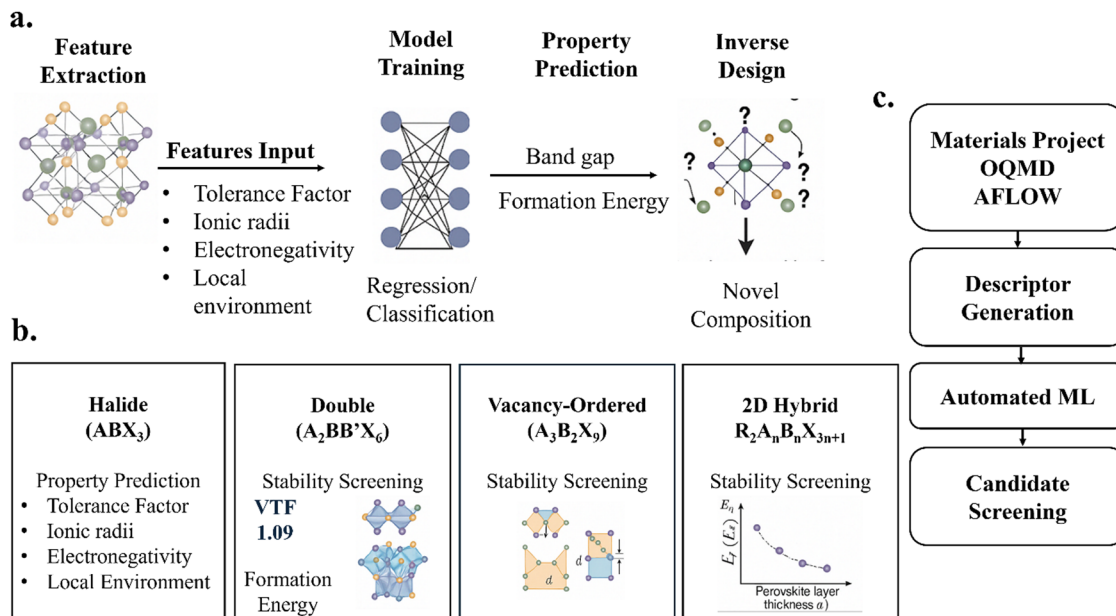 a.
Feature
Extraction
Features Input
• Tolerance Factor
• Ionic radii
• Electronegativity
• Local
environment
Model
Training
Regression/
Classification
Property
Prediction
Band gap
Formation Energy
Inverse
Design
?
?
?
?
Novel
Composition
b.
Halide
(ABX₃)
Property Prediction
• Tolerance Factor
• Ionic radii
• Electronegativity
• Local Environment
Double
(A₂BB’X₆)
Stability Screening
VTF
1.09
Formation
Energy
Vacancy-Ordered
(A₃B₂X₉)
Stability Screening
d
d
2D Hybrid
R₂AₙBₙX₃ₙ₊₁
Stability Screening
Perovskite layer
thickness a)
c.
Materials Project
OQMD
AFLOW
Descriptor
Generation
Automated ML
Candidate
Screening